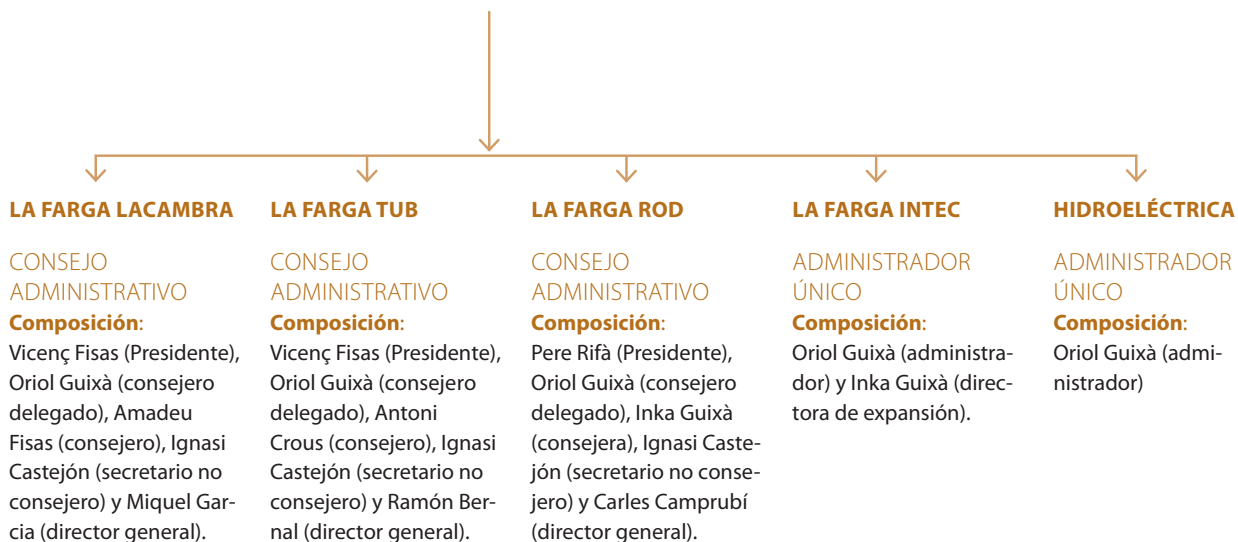 LA FARGA LACAMBRA
CONSEJO
ADMINISTRATIVO
Composición:
Vicenç Fisas (Presidente),
Oriol Guixà (consejero
delegado), Amadeu
Fisas (consejero), Ignasi
Castejón (secretario no
consejero) y Miquel Gar-
cia (director general).
LA FARGA TUB
CONSEJO
ADMINISTRATIVO
Composición:
Vicenç Fisas (Presidente),
Oriol Guixà (consejero
delegado), Antoni
Crous (consejero), Ignasi
Castejón (secretario no
consejero) y Ramón Ber-
nal (director general).
LA FARGA ROD
CONSEJO
ADMINISTRATIVO
Composición:
Pere Rifà (Presidente),
Oriol Guixà (consejero
delegado), Inka Guixà
(consejera), Ignasi Caste-
jón (secretario no conse-
jero) y Carles Camprubí
(director general).
LA FARGA INTEC
ADMINISTRADOR
ÚNICO
Composición:
Oriol Guixà (administra-
dor) y Inka Guixà (direc-
tora de expansión).
HIDROELÉCTRICA
ADMINISTRADOR
ÚNICO
Composición:
Oriol Guixà (admi-
nistrador)